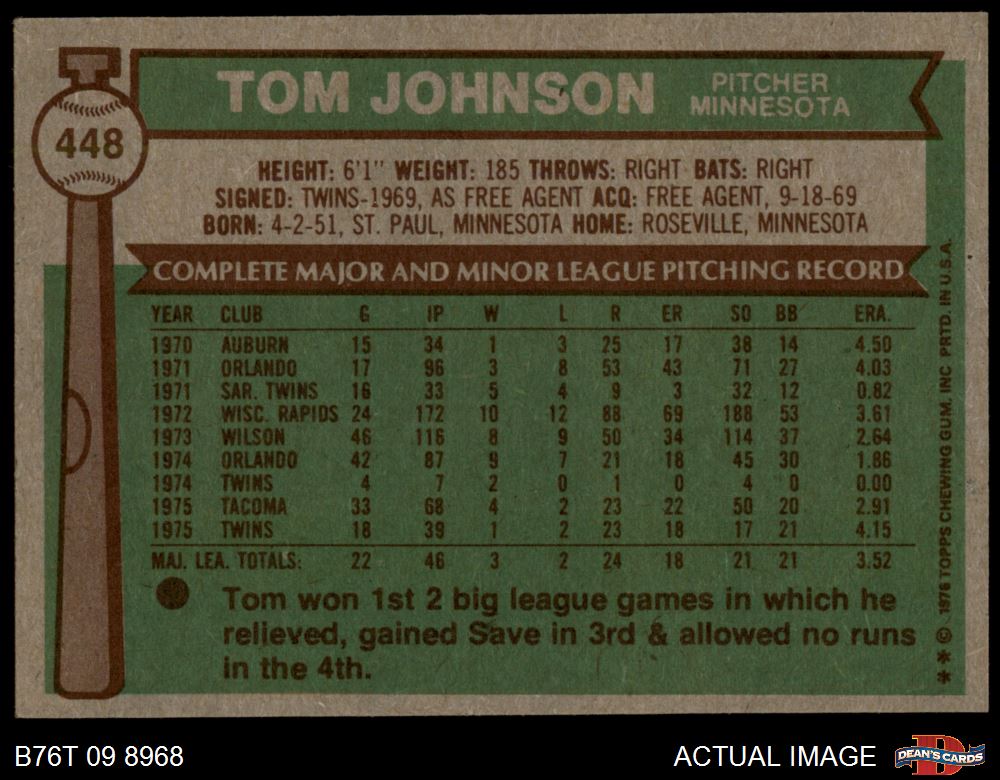 448
TOM JOHNSON PITCHER MINNESOTA
HEIGHT: 6'1" WEIGHT: 185 THROWS: RIGHT BATS: RIGHT
SIGNED: TWINS-1969, AS FREE AGENT ACQ: FREE AGENT, 9-18-69
BORN: 4-2-51, ST. PAUL, MINNESOTA HOME: ROSEVILLE, MINNESOTA
COMPLETE MAJOR AND MINOR LEAGUE PITCHING RECORD
YEAR CLUB G IP W L R ER SO BB ERA.
1970 AUBURN 15 34 1 3 25 17 38 14 4.50
1971 ORLANDO 17 96 3 8 53 43 71 27 4.03
1971 SAR. TWINS 16 33 5 4 9 3 32 12 0.82
1972 WISC. RAPIDS 24 172 10 12 88 69 188 53 3.61
1973 WILSON 46 116 8 9 50 34 114 37 2.64
1974 ORLANDO 42 87 9 7 21 18 45 30 1.86
1974 TWINS 4 7 2 0 1 0 4 0 0.00
1975 TACOMA 33 68 4 2 23 22 50 20 2.91
1975 TWINS 18 39 1 2 23 18 17 21 4.15
MAJ. LEA. TOTALS: 22 46 3 2 24 18 21 21 3.52
Tom won 1st 2 big league games in which he
relieved, gained Save in 3rd & allowed no runs
in the 4th.
** © 1976 TOPPS CHEWING GUM, INC PRTD. IN U.S.A.
B76T 09 8968
ACTUAL IMAGE
D
DEAN'S CARDS